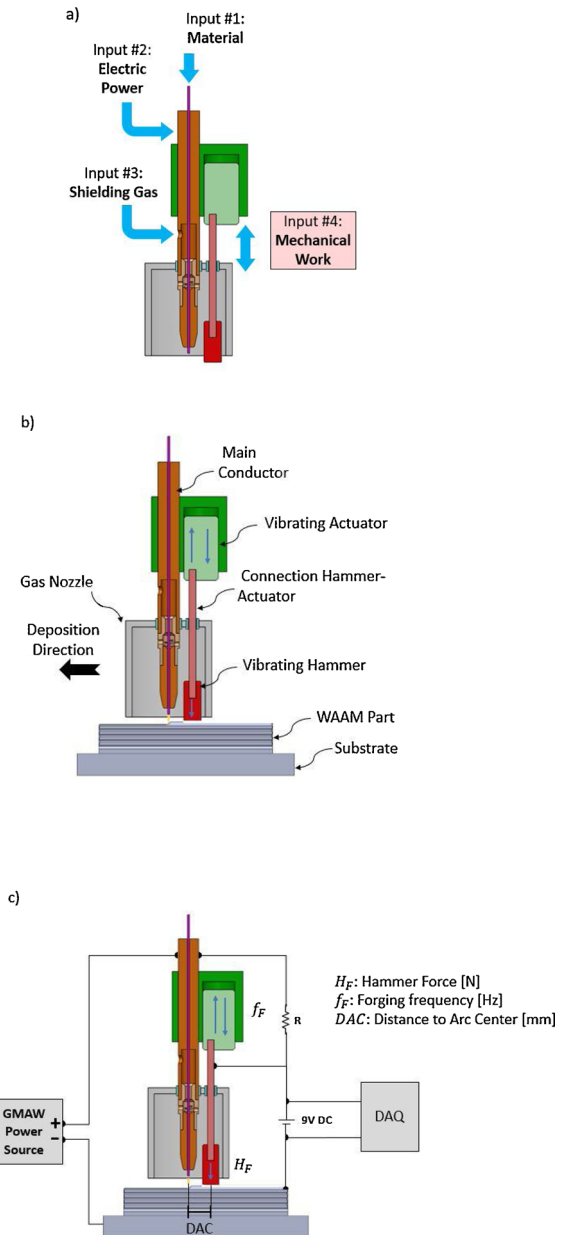 a)
Input #1:
Material
Input #2:
Electric
Power
Input #3:
Shielding Gas
Input #4:
Mechanical
Work
b)
Main
Conductor
Vibrating Actuator
Gas Nozzle
Connection Hammer-
Actuator
Deposition
Direction
Vibrating Hammer
WAAM Part
Substrate
c)
H_F: Hammer Force [N]
f_F: Forging frequency [Hz]
DAC: Distance to Arc Center [mm]
f_F
R
GMAW
Power
Source
+
−
9V DC
DAQ
H_F
DAC